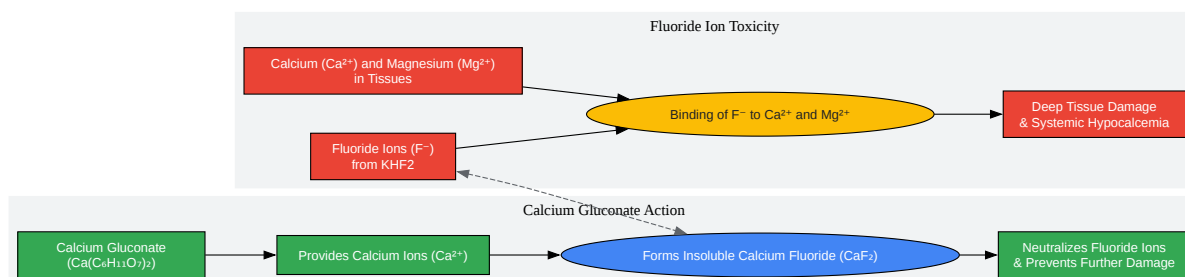 Fluoride Ion Toxicity
Calcium (Ca²⁺) and Magnesium (Mg²⁺)
in Tissues
Binding of F⁻ to Ca²⁺ and Mg²⁺
Deep Tissue Damage
& Systemic Hypocalcemia
Fluoride Ions (F⁻)
from KHF2
Calcium Gluconate Action
Calcium Gluconate
(Ca(C₆H₁₁O₇)₂)
Provides Calcium Ions (Ca²⁺)
Forms Insoluble Calcium Fluoride (CaF₂)
Neutralizes Fluoride Ions
& Prevents Further Damage